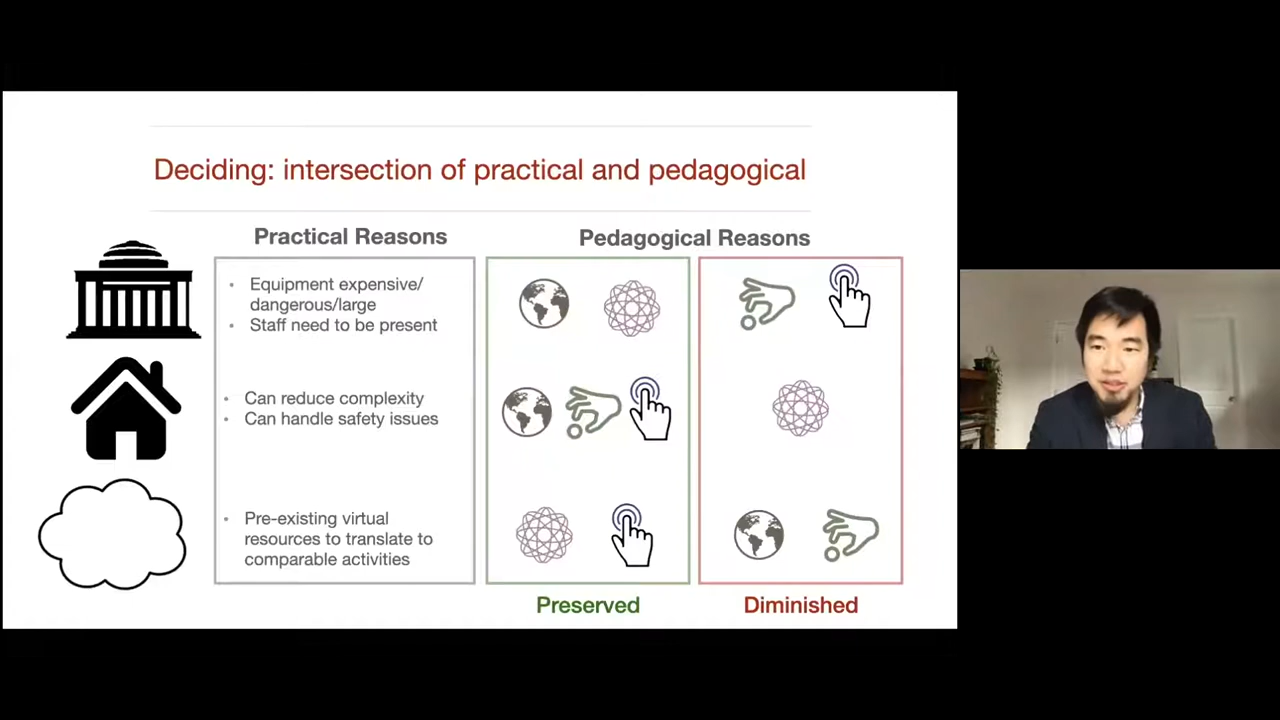 Deciding: intersection of practical and pedagogical
Practical Reasons
Pedagogical Reasons
• Equipment expensive/
dangerous/large
• Staff need to be present
• Can reduce complexity
• Can handle safety issues
• Pre-existing virtual
resources to translate to
comparable activities
Preserved
Diminished